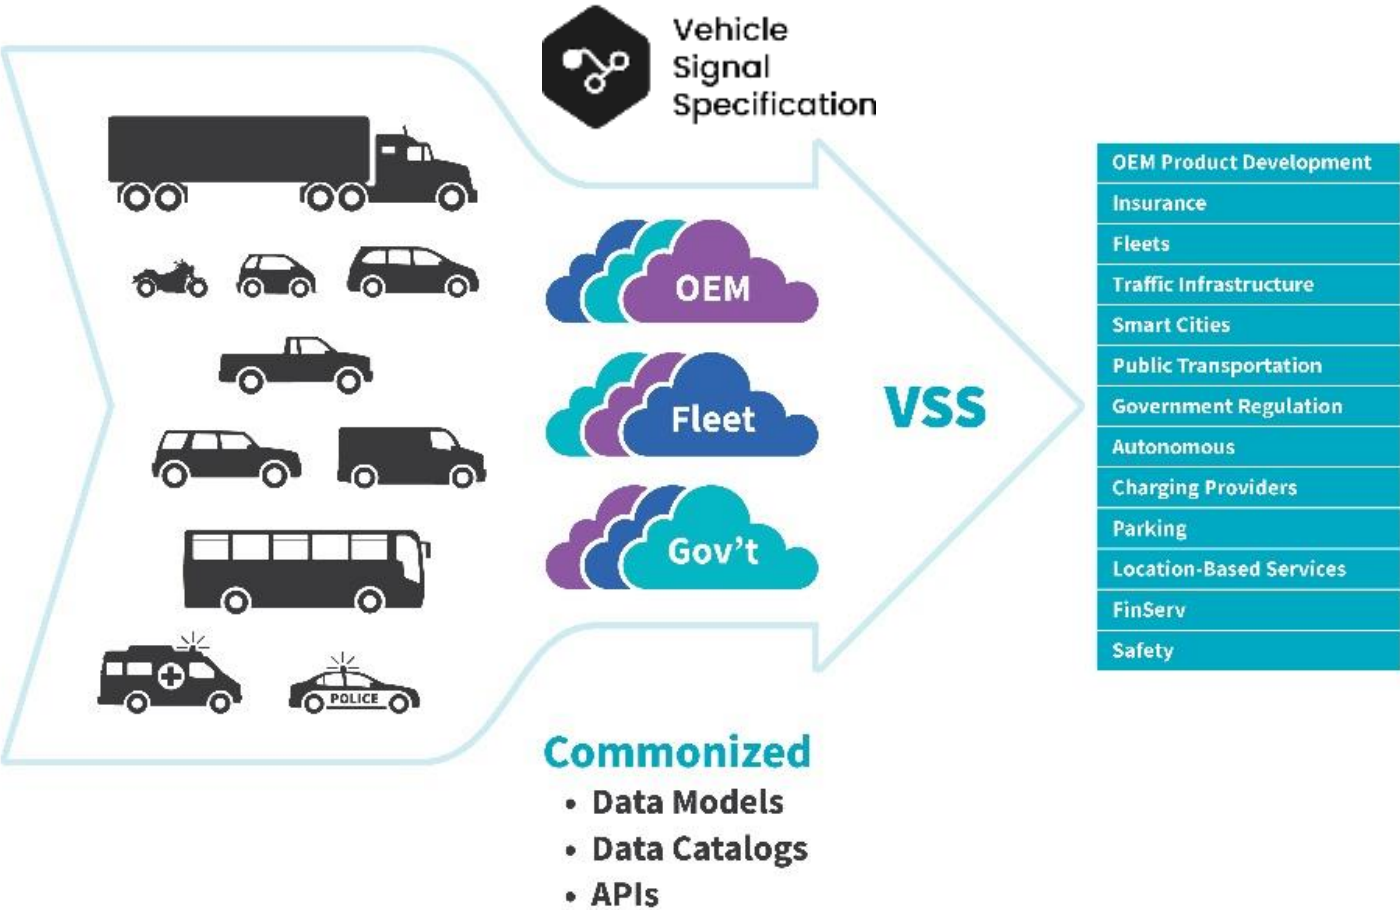 Vehicle
Signal
Specification
OEM
Fleet
Gov't
VSS
POLICE
OEM Product Development
Insurance
Fleets
Traffic Infrastructure
Smart Cities
Public Transportation
Government Regulation
Autonomous
Charging Providers
Parking
Location-Based Services
FinServ
Safety
Commonized
• Data Models
• Data Catalogs
• APIs